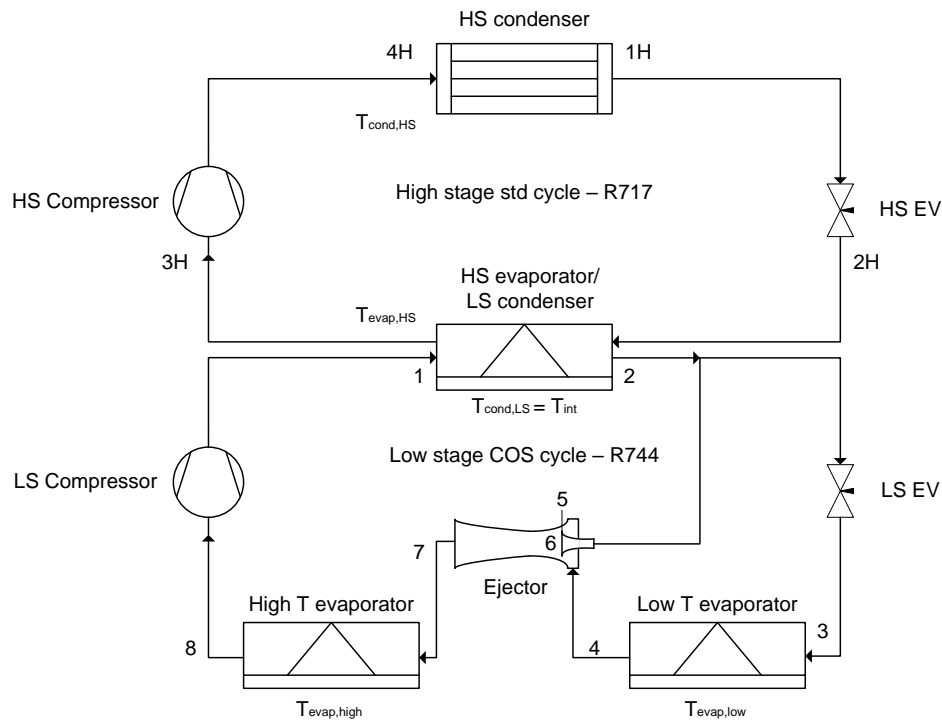 HS condenser
4H
1H
Tcond,HS
HS Compressor
High stage std cycle – R717
HS EV
3H
2H
HS evaporator/
LS condenser
Tevap,HS
1
2
Tcond,LS = Tint
LS Compressor
Low stage COS cycle – R744
LS EV
5
6
7
Ejector
High T evaporator
Low T evaporator
8
4
3
Tevap,high
Tevap,low